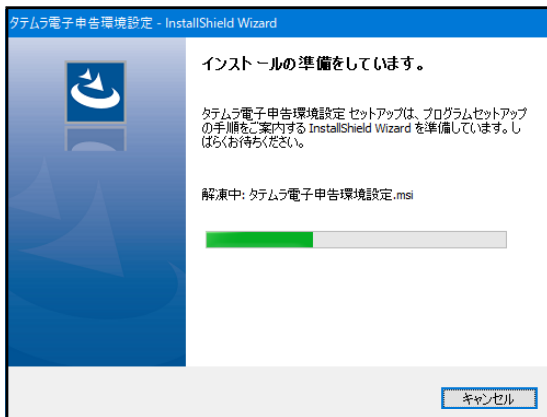 タテムラ電子申告環境設定 - InstallShield Wizard
インストールの準備をしています。
タテムラ電子申告環境設定 セットアップは、プログラムセットアップ
の手順をご案内する InstallShield Wizard を準備しています。し
ばらくお待ちください。
解凍中: タテムラ電子申告環境設定.msi
キャンセル